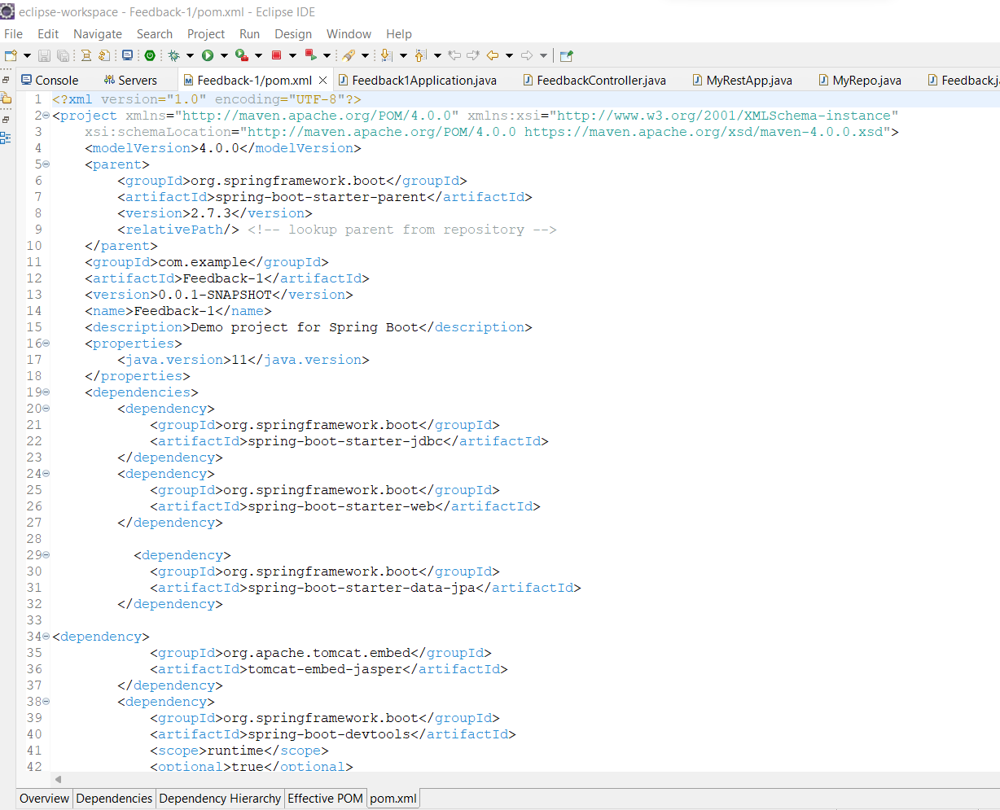 eclipse-workspace - Feedback-1/pom.xml - Eclipse IDE
File Edit Navigate Search Project Run Design Window Help
Console Servers Feedback-1/pom.xml Feedback1Application.java FeedbackController.java MyRestApp.java MyRepo.java Feedback.j
1 <?xml version="1.0" encoding="UTF-8"?>
2 <project xmlns="http://maven.apache.org/POM/4.0.0" xmlns:xsi="http://www.w3.org/2001/XMLSchema-instance"
3 xsi:schemaLocation="http://maven.apache.org/POM/4.0.0 https://maven.apache.org/xsd/maven-4.0.0.xsd">
4 <modelVersion>4.0.0</modelVersion>
5 <parent>
6 <groupId>org.springframework.boot</groupId>
7 <artifactId>spring-boot-starter-parent</artifactId>
8 <version>2.7.3</version>
9 <relativePath/> <!-- lookup parent from repository -->
10 </parent>
11 <groupId>com.example</groupId>
12 <artifactId>Feedback-1</artifactId>
13 <version>0.0.1-SNAPSHOT</version>
14 <name>Feedback-1</name>
15 <description>Demo project for Spring Boot</description>
16 <properties>
17 <java.version>11</java.version>
18 </properties>
19 <dependencies>
20 <dependency>
21 <groupId>org.springframework.boot</groupId>
22 <artifactId>spring-boot-starter-jdbc</artifactId>
23 </dependency>
24 <dependency>
25 <groupId>org.springframework.boot</groupId>
26 <artifactId>spring-boot-starter-web</artifactId>
27 </dependency>
28
29 <dependency>
30 <groupId>org.springframework.boot</groupId>
31 <artifactId>spring-boot-starter-data-jpa</artifactId>
32 </dependency>
33
34 <dependency>
35 <groupId>org.apache.tomcat.embed</groupId>
36 <artifactId>tomcat-embed-jasper</artifactId>
37 </dependency>
38 <dependency>
39 <groupId>org.springframework.boot</groupId>
40 <artifactId>spring-boot-devtools</artifactId>
41 <scope>runtime</scope>
42 <optional>true</optional>
Overview Dependencies Dependency Hierarchy Effective POM pom.xml